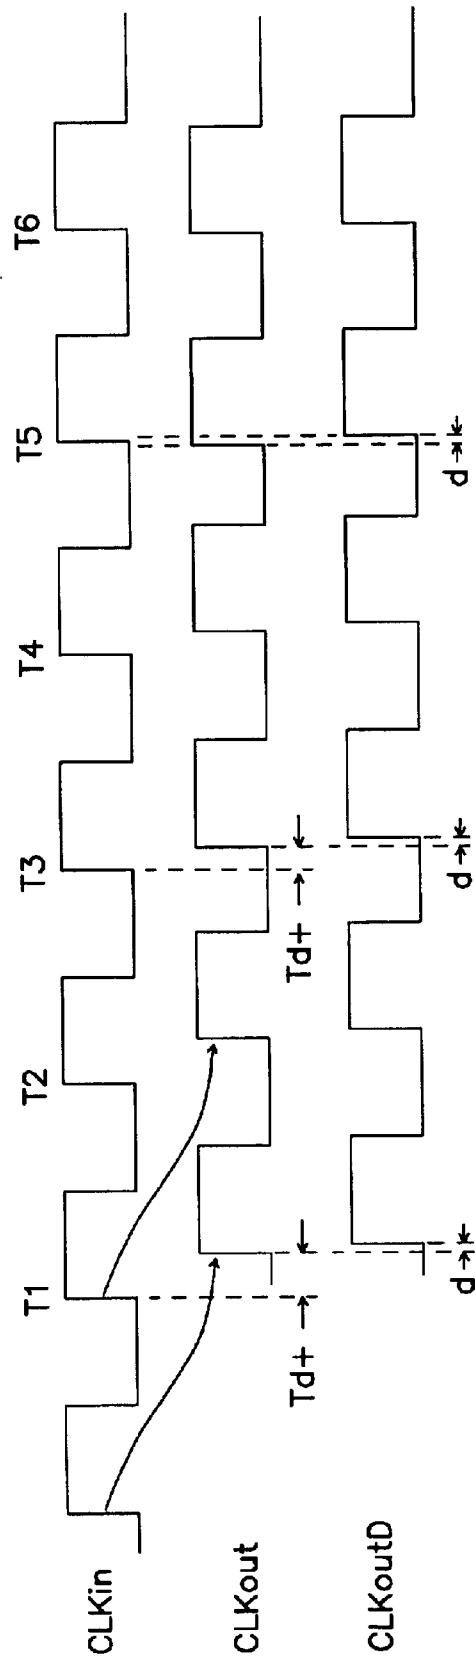 T1 T2 T3 T4 T5 T6
CLKin
CLKout
Td+ Td+
CLKoutD
d d d